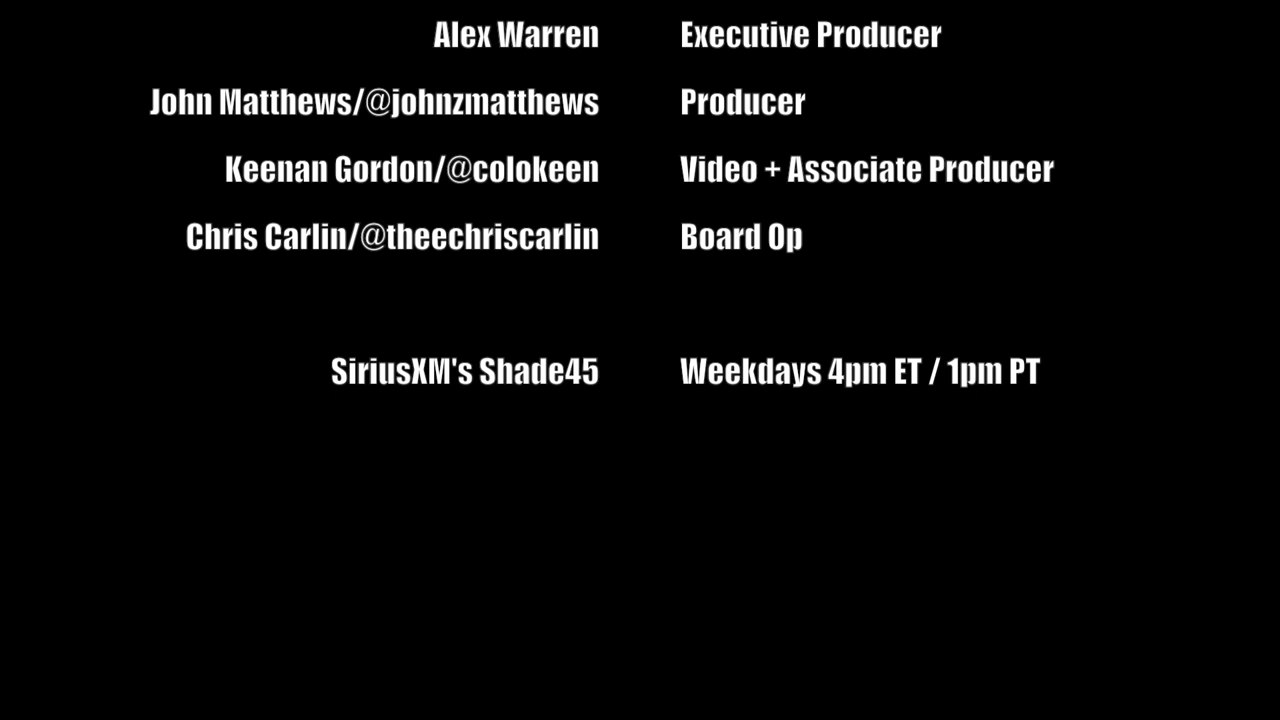 Alex Warren Executive Producer
John Matthews/@johnzmatthews Producer
Keenan Gordon/@colokeen Video + Associate Producer
Chris Carlin/@theechriscarlin Board Op
SiriusXM's Shade45 Weekdays 4pm ET / 1pm PT